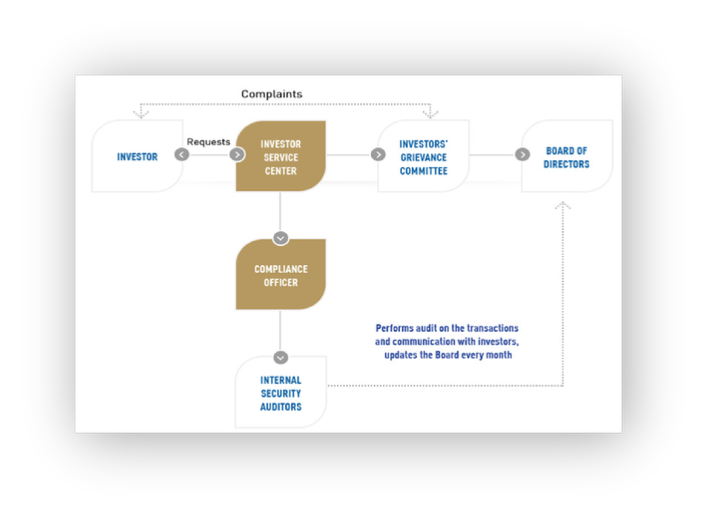 Complaints
Requests
INVESTOR
INVESTOR
SERVICE
CENTER
INVESTORS'
GRIEVANCE
COMMITTEE
BOARD OF
DIRECTORS
COMPLIANCE
OFFICER
Performs audit on the transactions
and communication with investors,
updates the Board every month
INTERNAL
SECURITY
AUDITORS